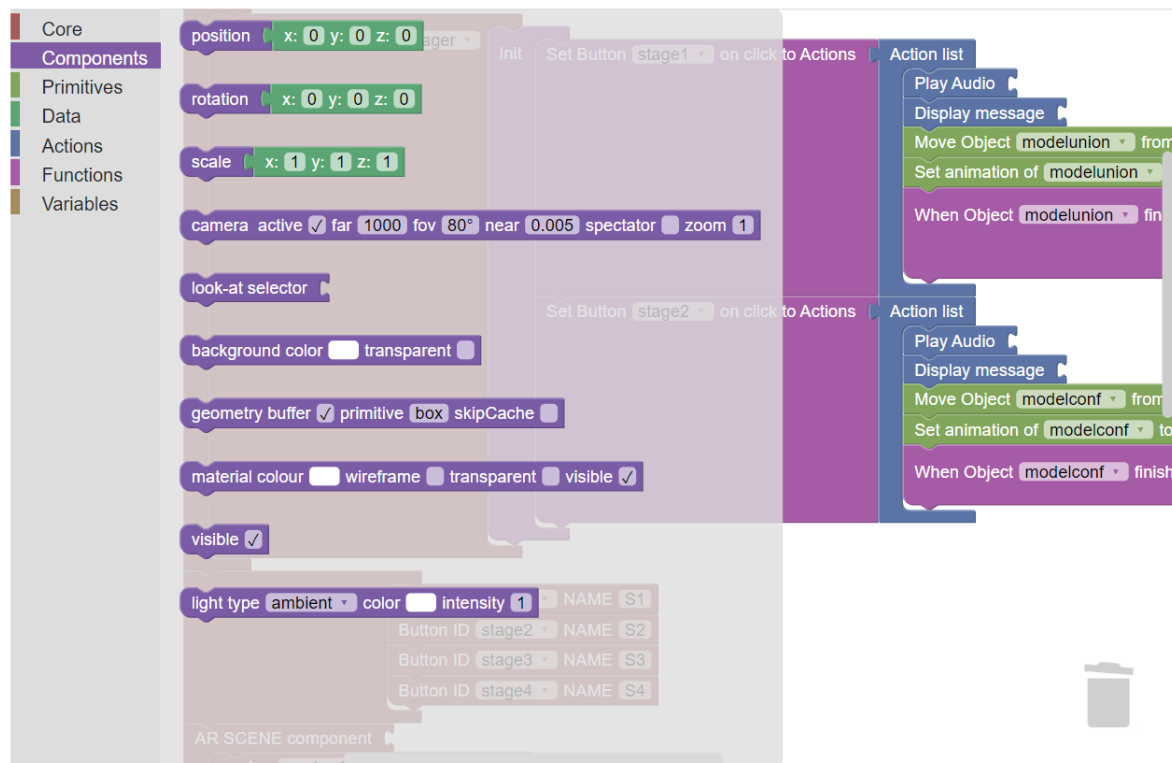 Core
Components
Primitives
Data
Actions
Functions
Variables
position x: 0 y: 0 z: 0
rotation x: 0 y: 0 z: 0
scale x: 1 y: 1 z: 1
camera active ✓ far 1000 fov 80° near 0.005 spectator zoom 1
look-at selector
background color transparent
geometry buffer ✓ primitive box skipCache
material colour wireframe transparent visible ✓
visible ✓
light type ambient color intensity 1
Init
Set Button stage1 on click to Actions
Action list
Play Audio
Display message
Move Object modelunion from
Set animation of modelunion
When Object modelunion
Set Button stage2 on click to Actions
Action list
Play Audio
Display message
Move Object modelconf from
Set animation of modelconf to
When Object modelconf finish
NAME S1
Button ID stage2 NAME S2
Button ID stage3 NAME S3
Button ID stage4 NAME S4
AR SCENE component